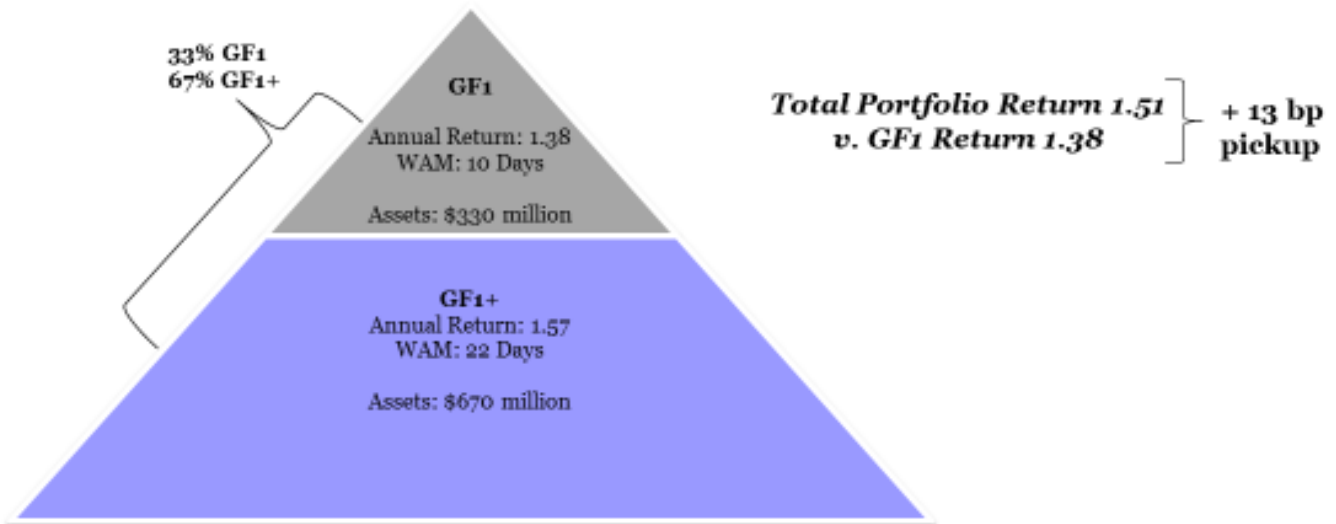 33% GF1
67% GF1+
GF1
Annual Return: 1.38
WAM: 10 Days
Assets: $330 million
GF1+
Annual Return: 1.57
WAM: 22 Days
Assets: $670 million
Total Portfolio Return 1.51
v. GF1 Return 1.38
+ 13 bp
pickup